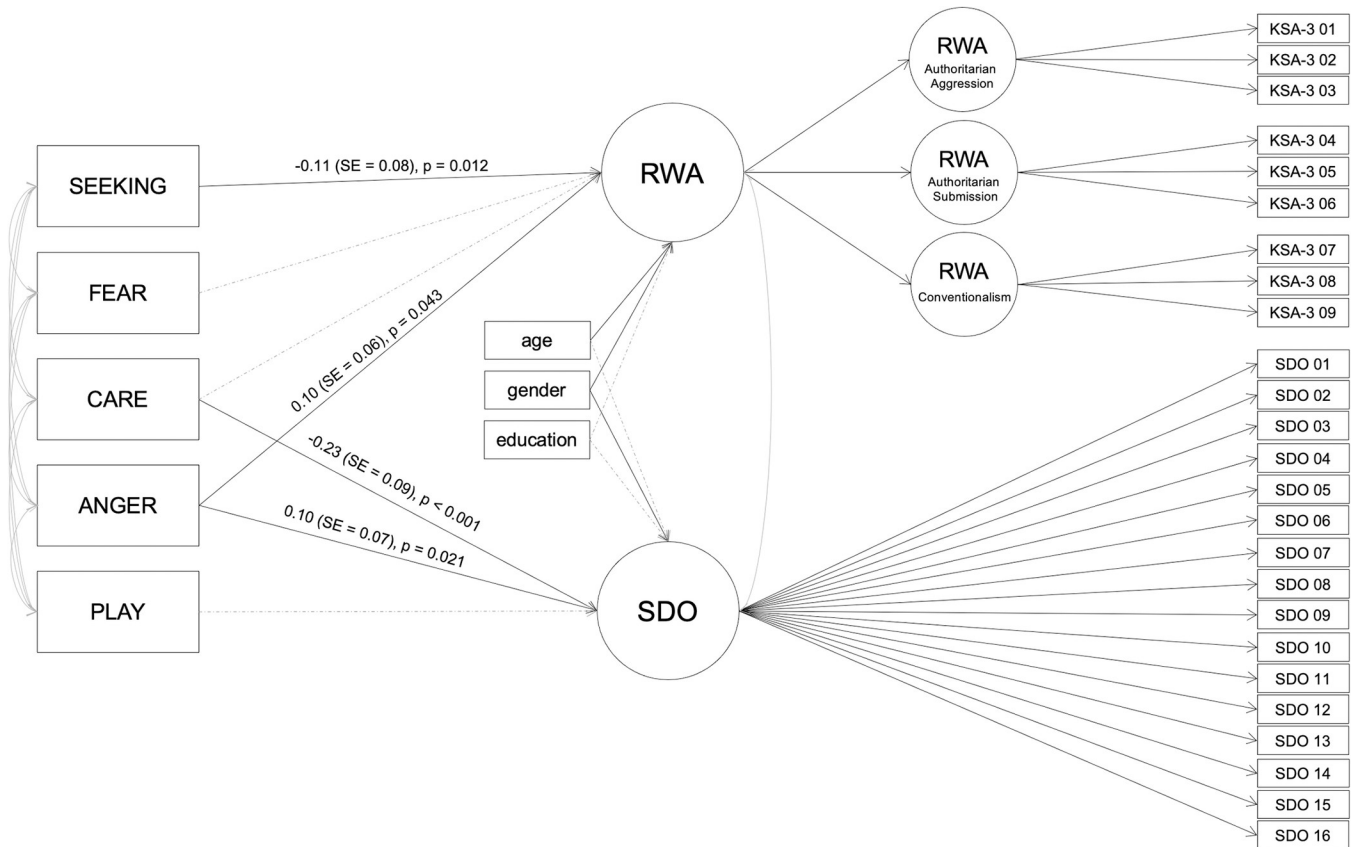 SEEKING
FEAR
CARE
ANGER
PLAY
-0.11 (SE = 0.08), p = 0.012
0.10 (SE = 0.06), p = 0.043
-0.23 (SE = 0.09), p < 0.001
0.10 (SE = 0.07), p = 0.021
age
gender
education
RWA
SDO
RWA
Authoritarian
Aggression
RWA
Authoritarian
Submission
RWA
Conventionalism
KSA-3 01
KSA-3 02
KSA-3 03
KSA-3 04
KSA-3 05
KSA-3 06
KSA-3 07
KSA-3 08
KSA-3 09
SDO 01
SDO 02
SDO 03
SDO 04
SDO 05
SDO 06
SDO 07
SDO 08
SDO 09
SDO 10
SDO 11
SDO 12
SDO 13
SDO 14
SDO 15
SDO 16